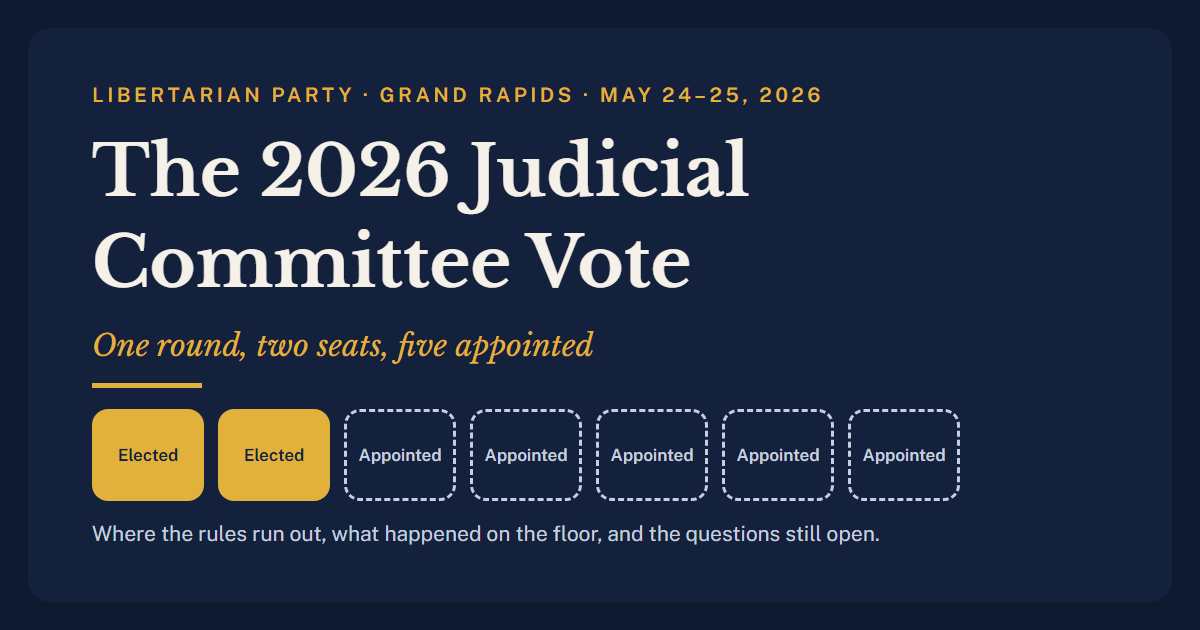 LIBERTARIAN PARTY · GRAND RAPIDS · MAY 24–25, 2026
The 2026 Judicial
Committee Vote
One round, two seats, five appointed
Elected Elected Appointed Appointed Appointed Appointed Appointed
Where the rules run out, what happened on the floor, and the questions still open.